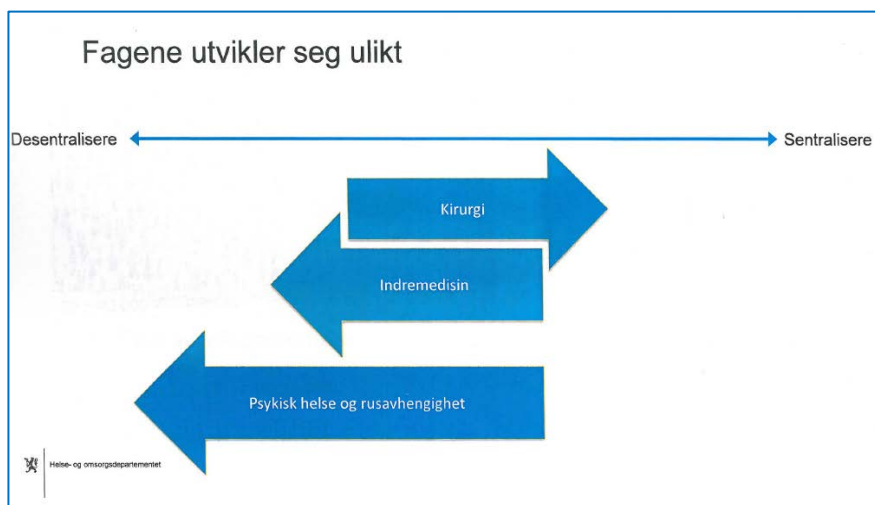 Fagene utvikler seg ulikt
Desentralisere
Sentralisere
Kirurgi
Indremedisin
Psykisk helse og rusavhengighet
Helse- og omsorgsdepartementet